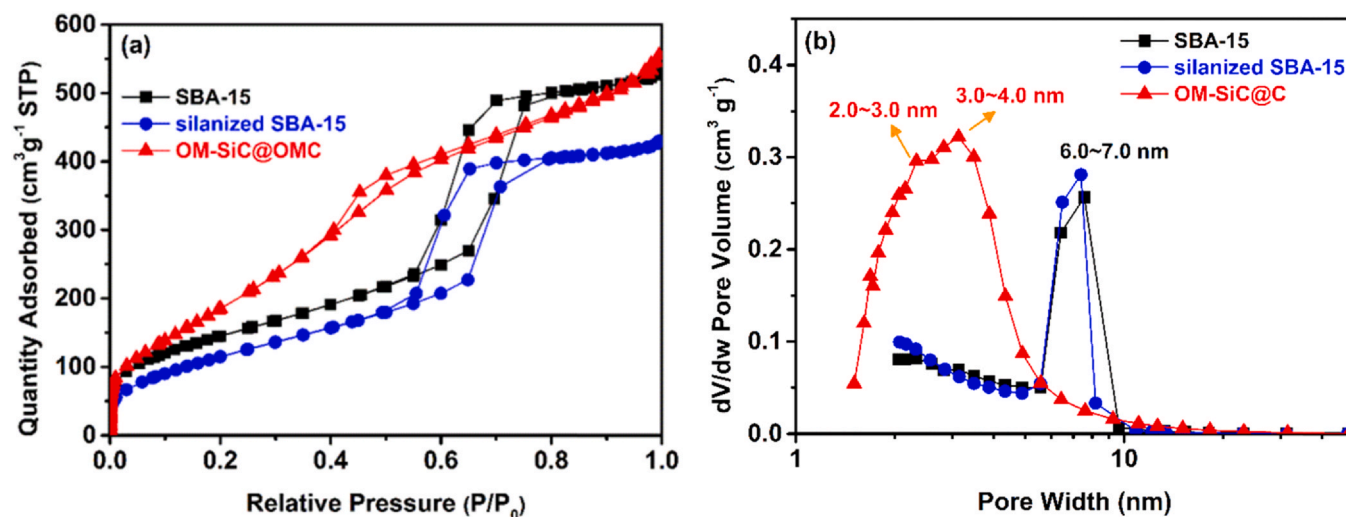 (a)
SBA-15
silanized SBA-15
OM-SiC@OMC
Quantity Adsorbed (cm³g⁻¹ STP)
600
500
400
300
200
100
0
0.0 0.2 0.4 0.6 0.8 1.0
Relative Pressure (P/P₀)
(b)
SBA-15
silanized SBA-15
OM-SiC@C
2.0~3.0 nm
3.0~4.0 nm
6.0~7.0 nm
dV/dw Pore Volume (cm³ g⁻¹)
0.4
0.3
0.2
0.1
0.0
1 10
Pore Width (nm)